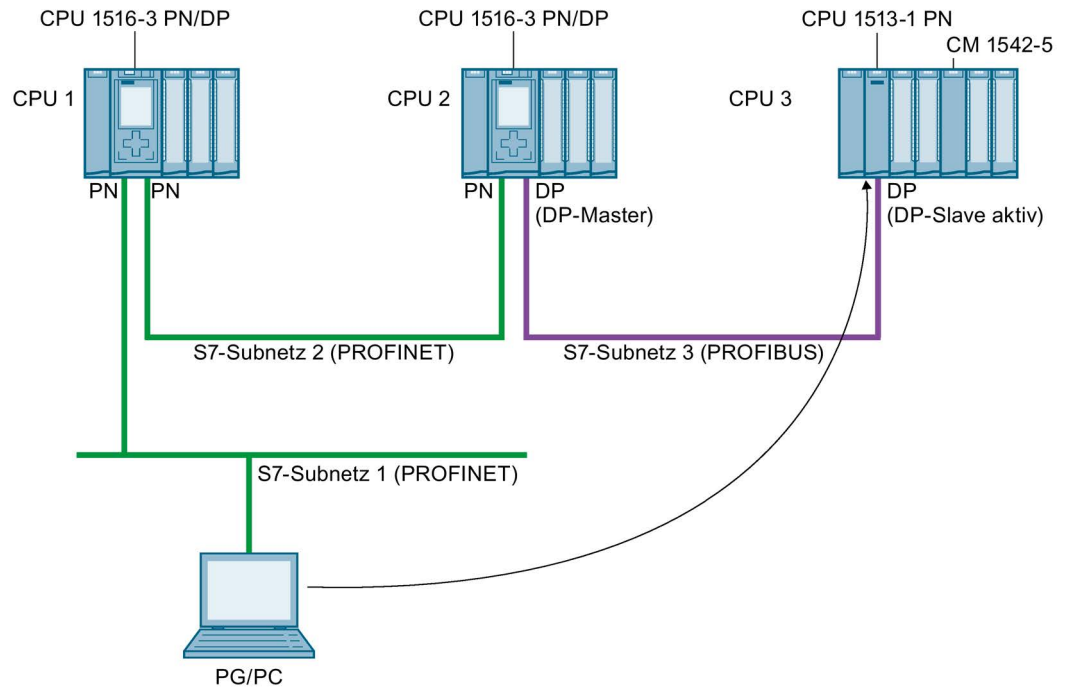 CPU 1516-3 PN/DP
CPU 1516-3 PN/DP
CPU 1513-1 PN
CM 1542-5
CPU 1
CPU 2
CPU 3
PN
PN
PN
DP
(DP-Master)
DP
(DP-Slave aktiv)
S7-Subnetz 2 (PROFINET)
S7-Subnetz 3 (PROFIBUS)
S7-Subnetz 1 (PROFINET)
PG/PC